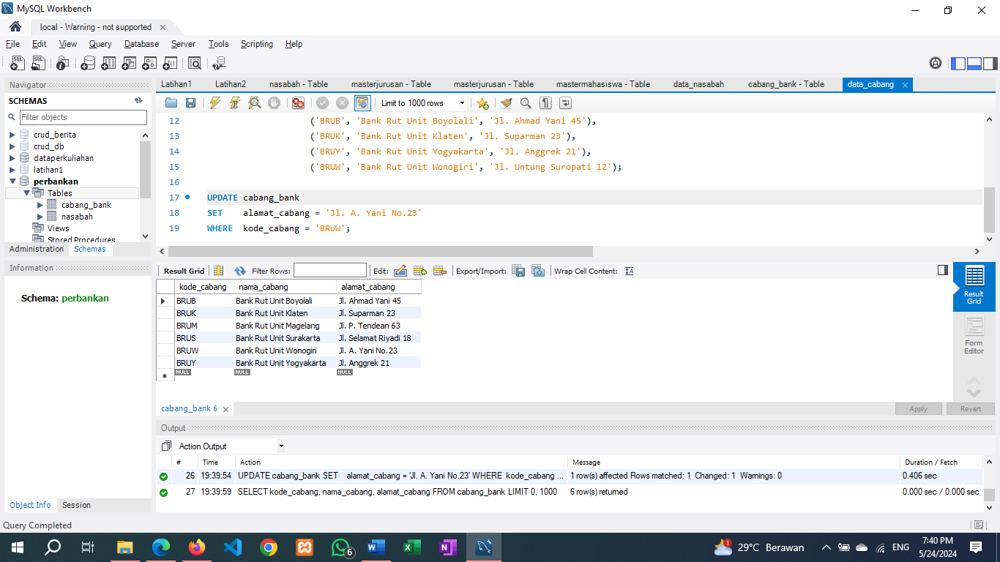 MySQL Workbench
local - Warning - not supported
File Edit View Query Database Server Tools Scripting Help
Navigator
SCHEMAS
Filter objects
crud_berita
crud_db
dataperkuliahan
latihan1
perbankan
Tables
cabang_bank
nasabah
Views
Stored Procedures
Administration Schemas
Information
Schema: perbankan
Object Info Session
Latihan1 Latihan2 nasabah - Table masterjurusan - Table masterjurusan - Table mastermahasiswa - Table data_nasabah cabang_bank - Table data_cabang
Limit to 1000 rows
12 ('BRUB', 'Bank Rut Unit Boyolali', 'Jl. Ahmad Yani 45'),
13 ('BRUK', 'Bank Rut Unit Klaten', 'Jl. Suparman 23'),
14 ('BRUY', 'Bank Rut Unit Yogyakarta', 'Jl. Anggrek 21'),
15 ('BRUW', 'Bank Rut Unit Wonogiri', 'Jl. Untung Suropati 12');
16
17 UPDATE cabang_bank
18 SET alamat_cabang = 'Jl. A. Yani No.23'
19 WHERE kode_cabang = 'BRUW';
Result Grid Filter Rows: Edit: Export/Import: Wrap Cell Content:
kode_cabang nama_cabang alamat_cabang
BRUB Bank Rut Unit Boyolali Jl. Ahmad Yani 45
BRUK Bank Rut Unit Klaten Jl. Suparman 23
BRUM Bank Rut Unit Magelang Jl. P. Tendean 63
BRUS Bank Rut Unit Surakarta Jl. Selamat Riyadi 18
BRUW Bank Rut Unit Wonogiri Jl. A. Yani No.23
BRUY Bank Rut Unit Yogyakarta Jl. Anggrek 21
NULL NULL NULL
Result
Grid
Form
Editor
cabang_bank 6 Apply Revert
Output
Action Output
# Time Action Message Duration / Fetch
26 19:39:54 UPDATE cabang_bank SET alamat_cabang = 'Jl. A. Yani No.23' WHERE kode_cabang ... 1 row(s) affected Rows matched: 1 Changed: 1 Warnings: 0 0.406 sec
27 19:39:59 SELECT kode_cabang, nama_cabang, alamat_cabang FROM cabang_bank LIMIT 0, 1000 6 row(s) returned 0.000 sec / 0.000 sec
Query Completed
6 1 29°C Berawan ENG 7:40 PM
5/24/2024